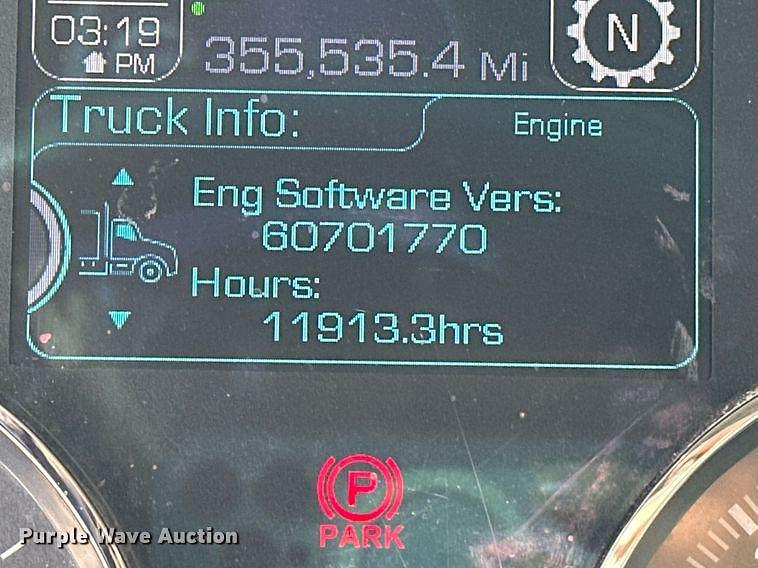 03:19
PM
355,535.4 Mi
N
Truck Info:
Engine
Eng Software Vers:
60701770
Hours:
11913.3hrs
P
PARK
Purple Wave Auction